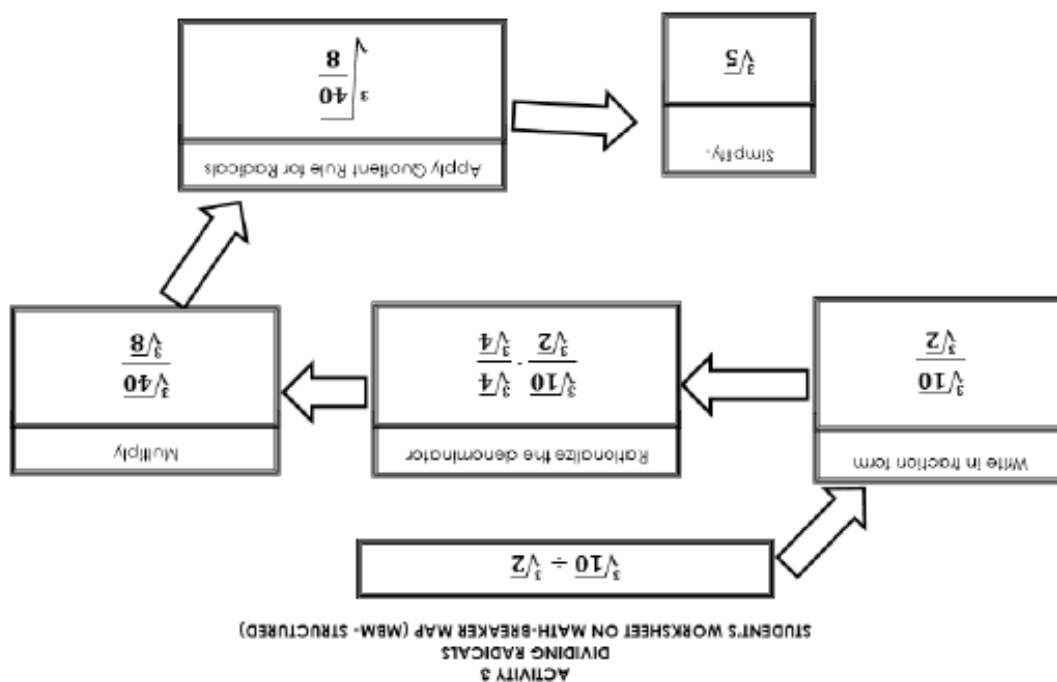 ACTIVITY 3
DIVIDING RADICALS
STUDENT'S WORKSHEET ON MATH-BREAKER MAP (MBM- STRUCTURED)
∛10 ÷ ∛2
Write in fraction form
∛10
∛2
Rationalize the denominator
∛10 · ∛4
∛2 ∛4
Multiply
∛40
∛8
Apply Quotient Rule for Radicals
∛40
8
Simplify.
∛5